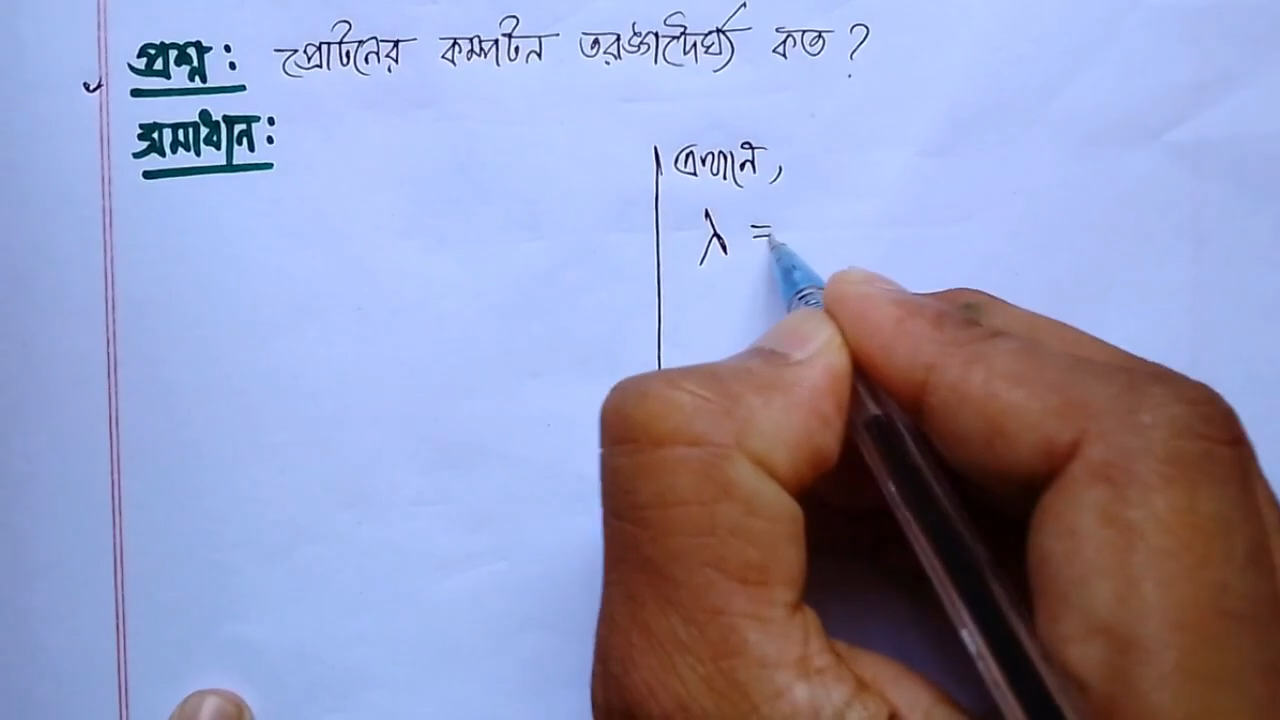 প্রশ্ন: প্রোটনের কম্পটন তরঙ্গদৈর্ঘ্য কত ?
সমাধান:
এখানে,
λ =